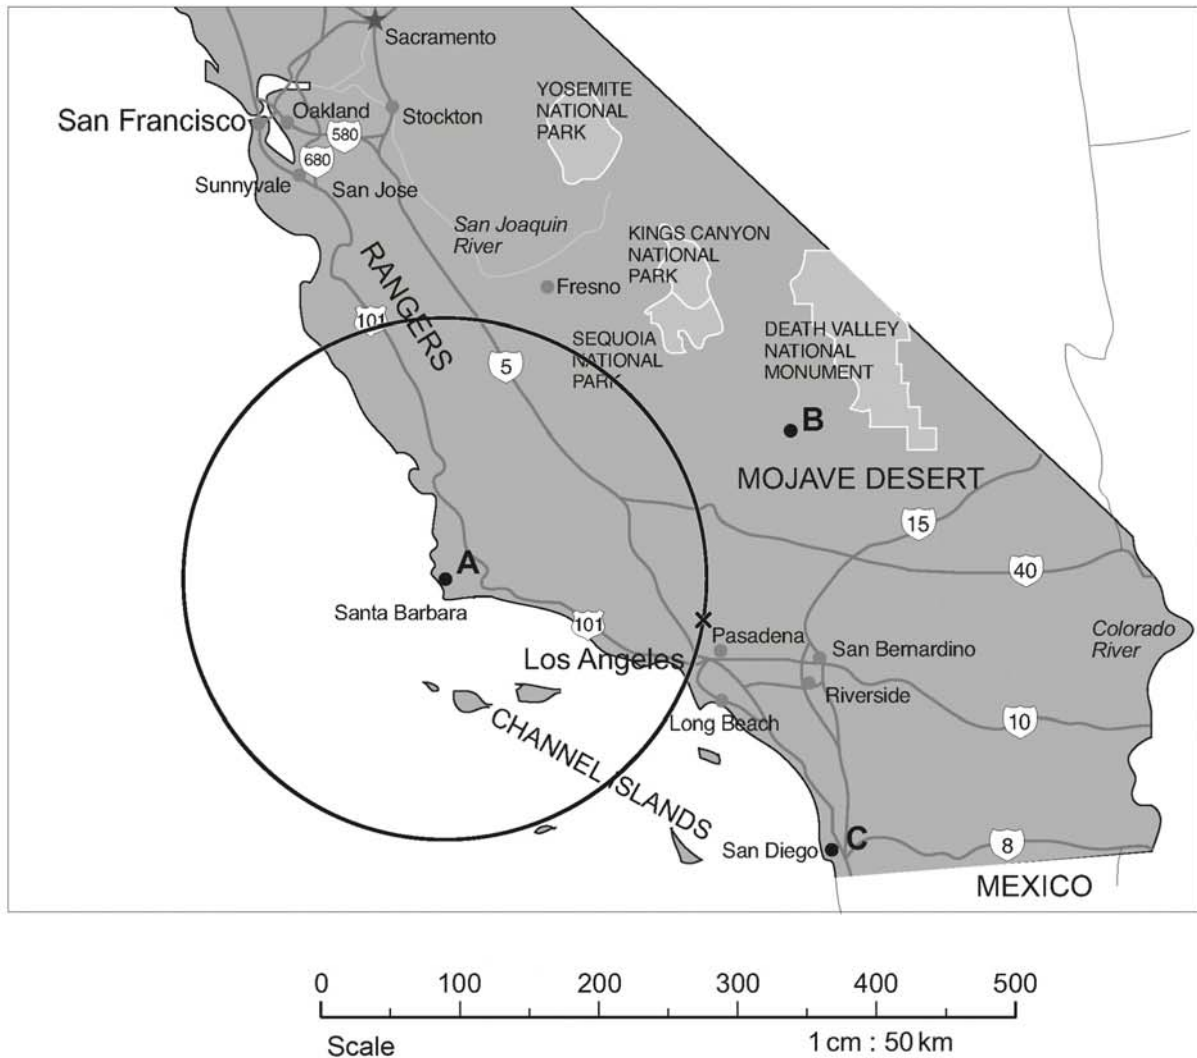 Sacramento
YOSEMITE
NATIONAL
PARK
San Francisco
Oakland
Stockton
580
680
Sunnyvale
San Jose
San Joaquin
River
KINGS CANYON
NATIONAL
PARK
RANGERS
Fresno
101
SEQUOIA
NATIONAL
PARK
DEATH VALLEY
NATIONAL
MONUMENT
5
B
MOJAVE DESERT
15
A
40
Santa Barbara
101
Pasadena
Los Angeles
San Bernardino
Colorado
River
Riverside
Long Beach
10
CHANNEL ISLANDS
San Diego
C
8
MEXICO
0 100 200 300 400 500
Scale
1 cm : 50 km